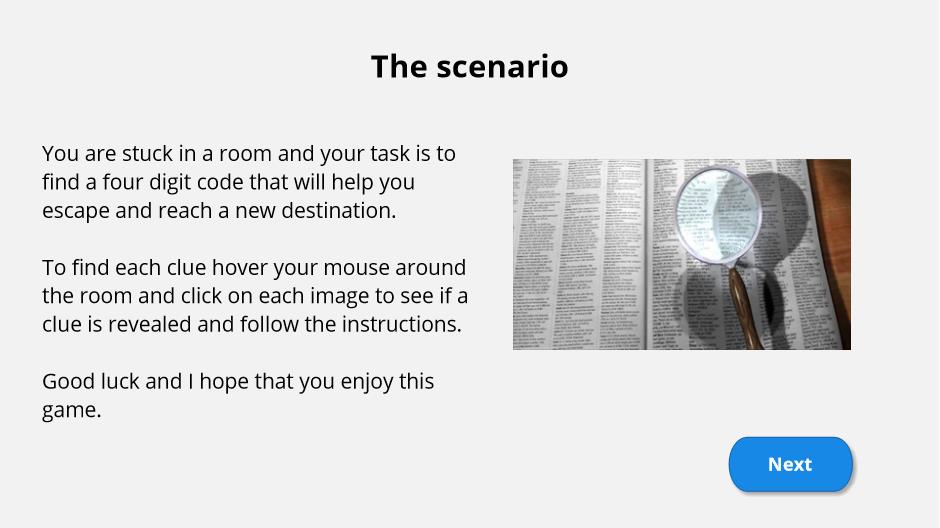 The scenario
You are stuck in a room and your task is to
find a four digit code that will help you
escape and reach a new destination.
To find each clue hover your mouse around
the room and click on each image to see if a
clue is revealed and follow the instructions.
Good luck and I hope that you enjoy this
game.
Next